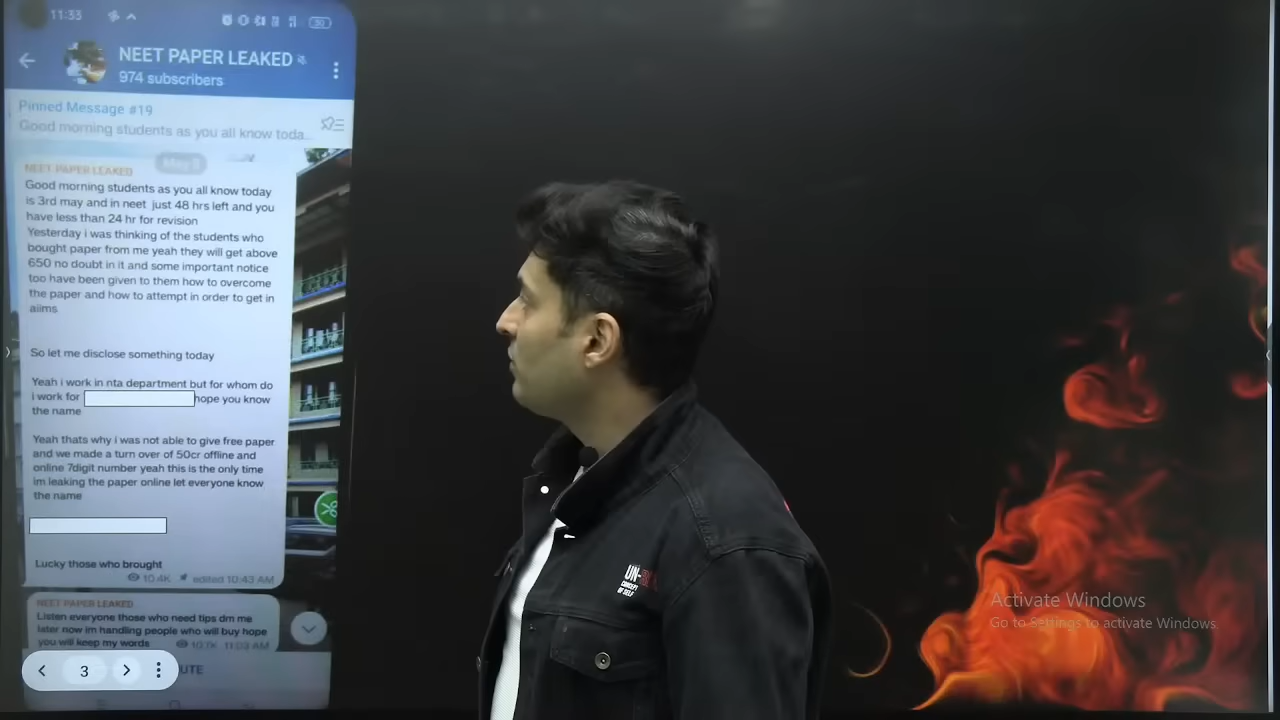 11:33
30
NEET PAPER LEAKED
974 subscribers
Pinned Message #19
Good morning students as you all know toda...
May 3
NEET PAPER LEAKED
Good morning students as you all know today
is 3rd may and in neet just 48 hrs left and you
have less than 24 hr for revision
Yesterday i was thinking of the students who
bought paper from me yeah they will get above
650 no doubt in it and some important notice
too have been given to them how to overcome
the paper and how to attempt in order to get in
aiims
So let me disclose something today
Yeah i work in nta department but for whom do
i work for hope you know
the name
Yeah thats why i was not able to give free paper
and we made a turn over of 50cr offline and
online 7digit number yeah this is the only time
im leaking the paper online let everyone know
the name
Lucky those who brought
10.4K edited 10:43 AM
NEET PAPER LEAKED
Listen everyone those who need tips dm me
later now im handling people who will buy hope
you will keep my words
10.7K 11:03 AM
3
UTE
UN-
CONCEPT
OF SELF
Activate Windows
Go to Settings to activate Windows.